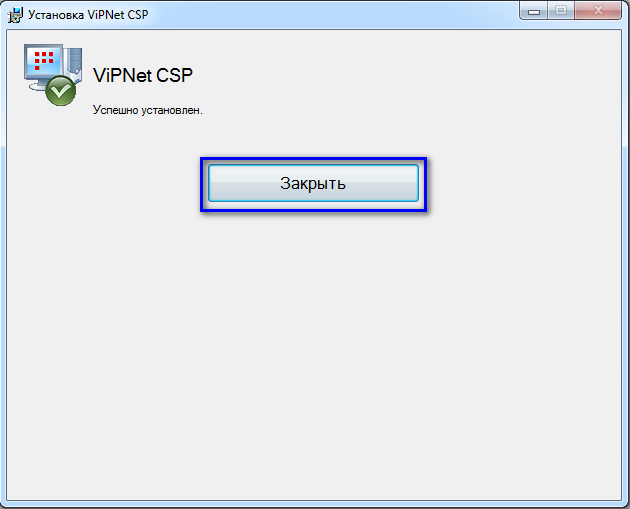 Установка ViPNet CSP
ViPNet CSP
Успешно установлен.
Закрыть